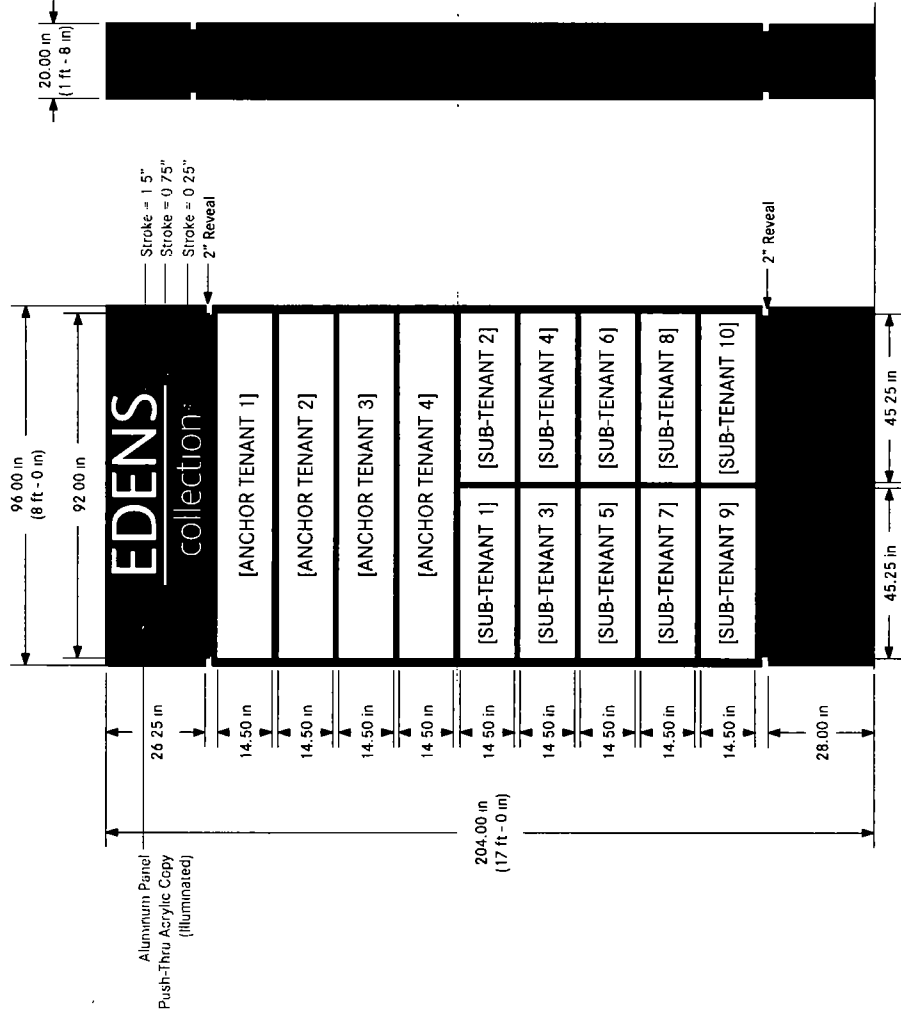 20.00 in
(1 ft - 8 in)
96 00 in
(8 ft - 0 in)
92 00 in
Stroke = 1 5"
Stroke = 0 75"
Stroke = 0 25"
2" Reveal
EDENS
collection
Aluminum Panel
Push-Thru Acrylic Copy
(Illuminated)
26 25 in
14.50 in
[ANCHOR TENANT 1]
14.50 in
[ANCHOR TENANT 2]
14.50 in
[ANCHOR TENANT 3]
14 50 in
[ANCHOR TENANT 4]
14 50 in
[SUB-TENANT 1] [SUB-TENANT 2]
14 50 in
[SUB-TENANT 3] [SUB-TENANT 4]
14 50 in
[SUB-TENANT 5] [SUB-TENANT 6]
14.50 in
[SUB-TENANT 7] [SUB-TENANT 8]
14.50 in
[SUB-TENANT 9] [SUB-TENANT 10]
28.00 in
2" Reveal
204.00 in
(17 ft - 0 in)
45.25 in
45 25 in